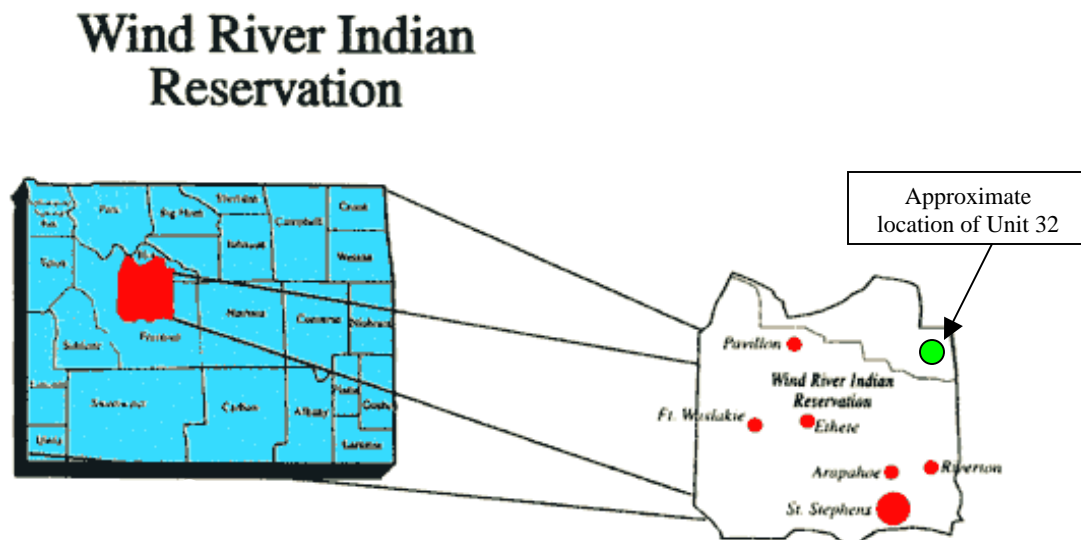 Wind River Indian
Reservation
Approximate
location of Unit 32
Park
Big Horn
Sheridan
Campbell
Crook
Johnson
Weston
Teton
Fremont
Natrona
Converse
Niobrara
Sublette
Sweetwater
Carbon
Albany
Platte
Goshen
Laramie
Uinta
Pavillon
Wind River Indian
Reservation
Ft. Washakie
Ethete
Arapahoe
Riverton
St. Stephens